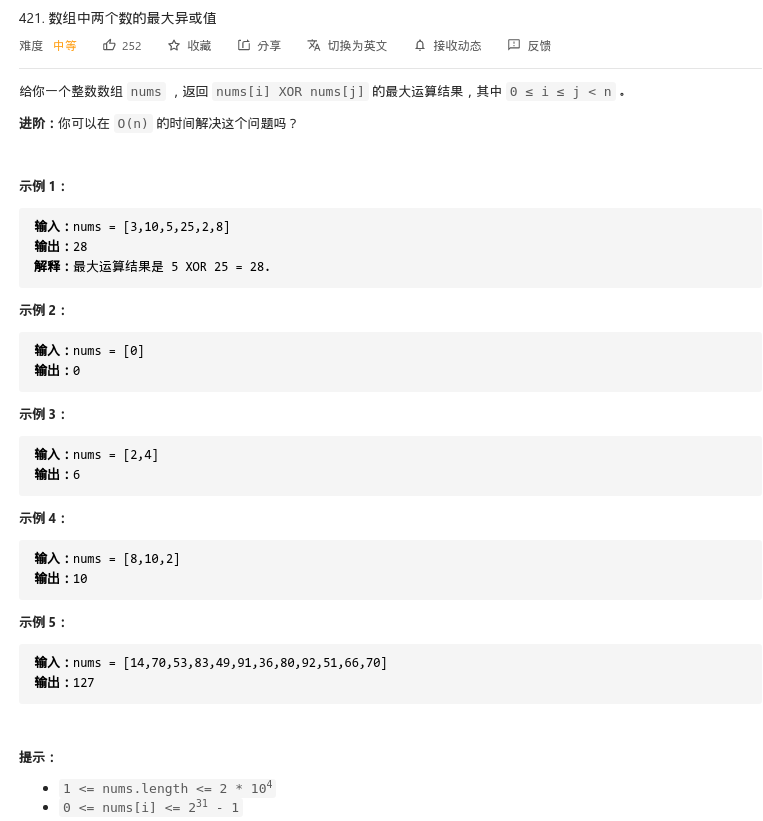 421. 数组中两个数的最大异或值
难度 中等 252 收藏 分享 切换为英文 接收动态 反馈
给你一个整数数组 nums ，返回 nums[i] XOR nums[j] 的最大运算结果，其中 0 ≤ i ≤ j < n 。
进阶：你可以在 O(n) 的时间解决这个问题吗？
示例 1：
输入：nums = [3,10,5,25,2,8]
输出：28
解释：最大运算结果是 5 XOR 25 = 28.
示例 2：
输入：nums = [0]
输出：0
示例 3：
输入：nums = [2,4]
输出：6
示例 4：
输入：nums = [8,10,2]
输出：10
示例 5：
输入：nums = [14,70,53,83,49,91,36,80,92,51,66,70]
输出：127
提示：
• 1 <= nums.length <= 2 * 10⁴
• 0 <= nums[i] <= 2³¹ - 1